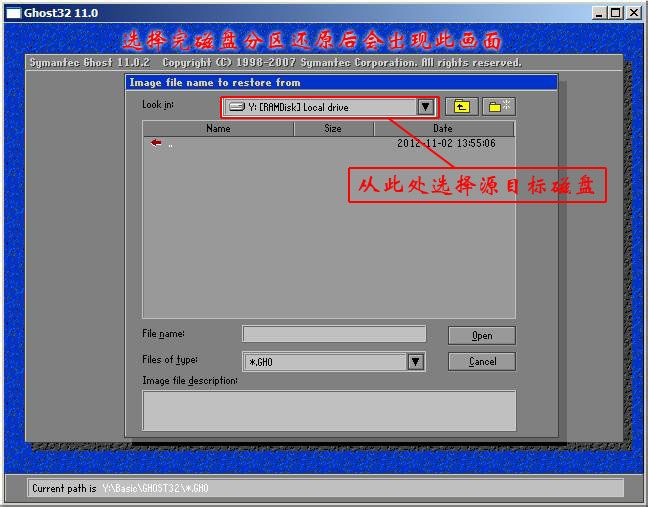 Ghost32 11.0
选择完磁盘分区还原后会出现此画面
Symantec Ghost 11.0.2 Copyright (C) 1998-2007 Symantec Corporation. All rights reserved.
Image file name to restore from
Look in: Y: [RAMDisk] Local drive
Name Size Date
.. 2012-11-02 13:55:06
从此处选择源目标磁盘
File name: Open
Files of type: *.GHO Cancel
Image file description:
Current path is Y:\Basic\GHOST32\*.GHO